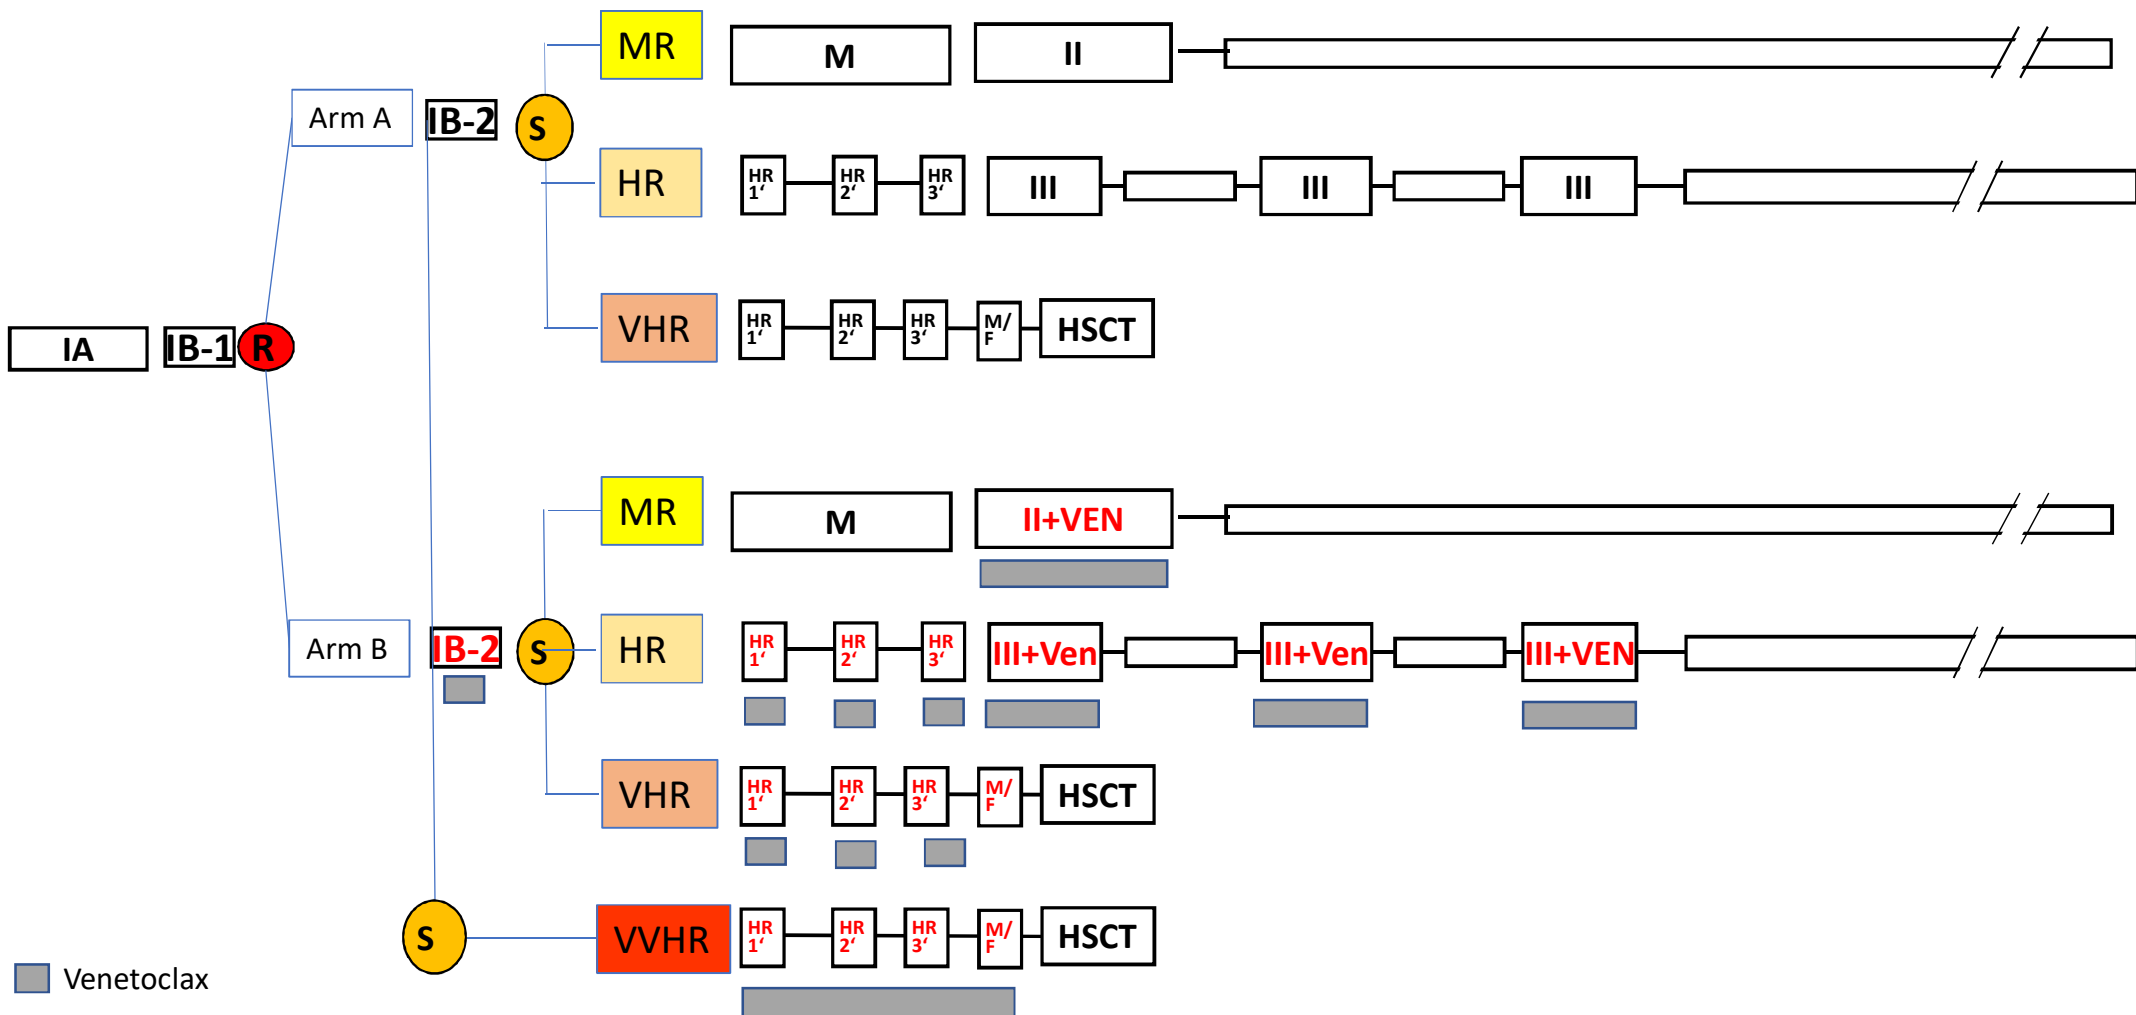 MR
M
II
Arm A
IB-2
S
HR
HR
1‘
HR
2‘
HR
3‘
III
III
III
VHR
HR
1‘
HR
2‘
HR
3‘
M/
F
HSCT
IA
IB-1
R
MR
M
II+VEN
Arm B
IB-2
S
HR
HR
1‘
HR
2‘
HR
3‘
III+Ven
III+Ven
III+VEN
VHR
HR
1‘
HR
2‘
HR
3‘
M/
F
HSCT
S
VVHR
HR
1‘
HR
2‘
HR
3‘
M/
F
HSCT
Venetoclax